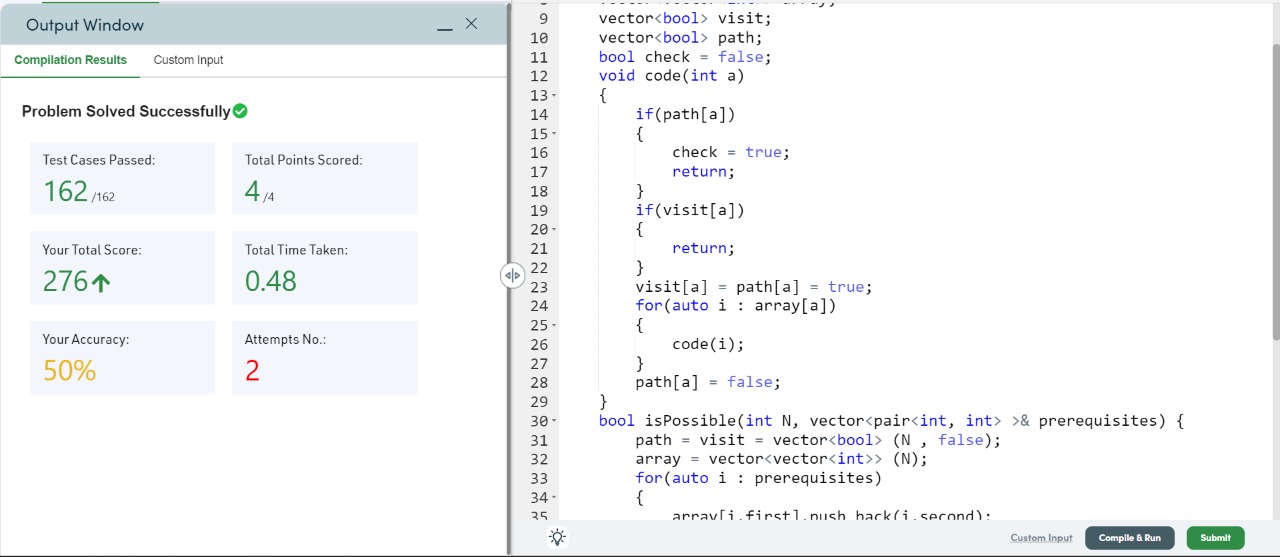 Output Window
Compilation Results Custom Input
Problem Solved Successfully
Test Cases Passed:
162 /162
Total Points Scored:
4 /4
Your Total Score:
276
Total Time Taken:
0.48
Your Accuracy:
50%
Attempts No.:
2
9 vector<bool> visit;
10 vector<bool> path;
11 bool check = false;
12 void code(int a)
13 {
14 if(path[a])
15 {
16 check = true;
17 return;
18 }
19 if(visit[a])
20 {
21 return;
22 }
23 visit[a] = path[a] = true;
24 for(auto i : array[a])
25 {
26 code(i);
27 }
28 path[a] = false;
29 }
30 bool isPossible(int N, vector<pair<int, int> >& prerequisites) {
31 path = visit = vector<bool> (N , false);
32 array = vector<vector<int>> (N);
33 for(auto i : prerequisites)
34 {
35 array[i.first].push_back(i.second);
Custom Input Compile & Run Submit